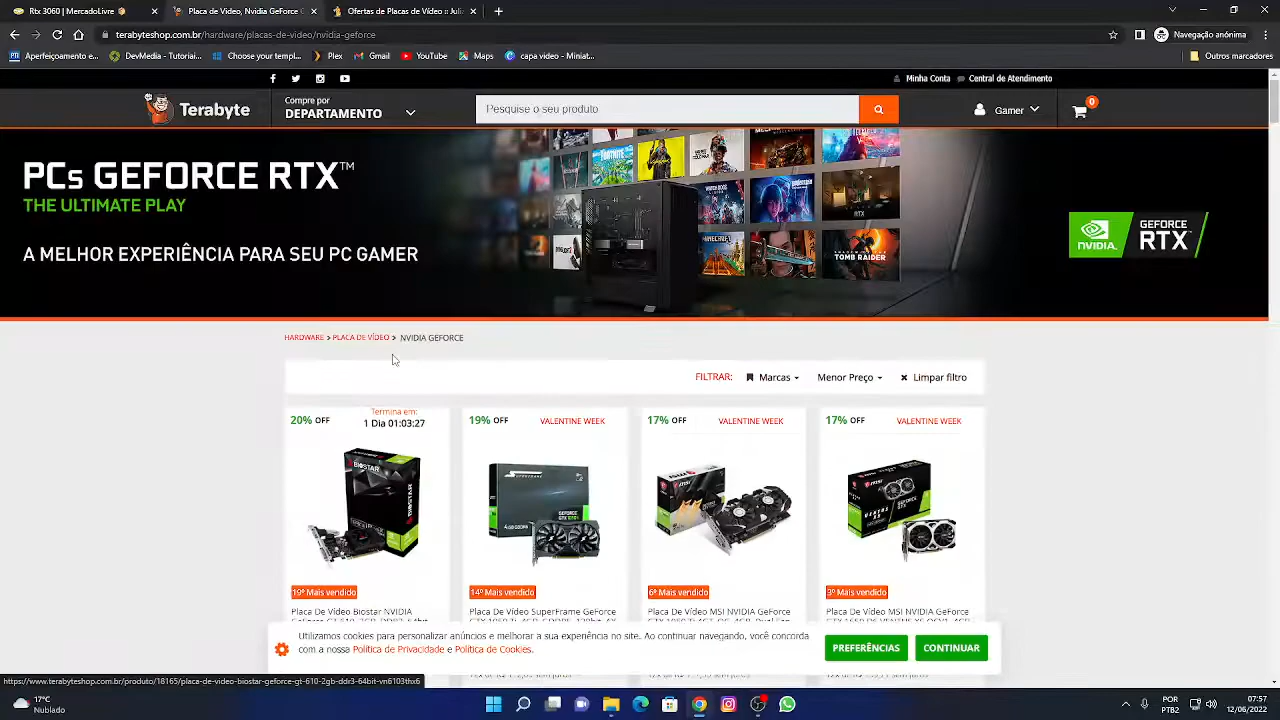 Rtx 3060 | Mercadolivre
Placa de Vídeo, Nvidia GeForce
Ofertas de Placas de Vídeo :: Julia
terabyteshop.com.br/hardware/placas-de-video/nvidia-geforce
Navegação anónima
Aperfeiçoamento e...
DevMedia - Tutoriai...
Choose your templ...
Plex
Gmail
YouTube
Maps
capa video - Miniat...
Outros marcadores
Minha Conta
Central de Atendimento
Terabyte
Compre por
DEPARTAMENTO
Pesquise o seu produto
Gamer
0
PCs GEFORCE RTX™
THE ULTIMATE PLAY
A MELHOR EXPERIÊNCIA PARA SEU PC GAMER
FORTNITE
MINECRAFT
RTX
TOMB RAIDER
NVIDIA.
GEFORCE
RTX
HARDWARE > PLACA DE VÍDEO > NVIDIA GEFORCE
FILTRAR:
Marcas
Menor Preço
Limpar filtro
20% OFF
Termina em:
1 Dia 01:03:27
19% OFF
VALENTINE WEEK
17% OFF
VALENTINE WEEK
17% OFF
VALENTINE WEEK
BIOSTAR
19º Mais vendido
14º Mais vendido
6º Mais vendido
3º Mais vendido
Placa De Vídeo Biostar NVIDIA
Placa De Vídeo SuperFrame GeForce
Placa De Vídeo MSI NVIDIA GeForce
Placa De Vídeo MSI NVIDIA GeForce
Utilizamos cookies para personalizar anúncios e melhorar a sua experiência no site. Ao continuar navegando, você concorda
com a nossa Política de Privacidade e Política de Cookies.
PREFERÊNCIAS
CONTINUAR
https://www.terabyteshop.com.br/produto/18165/placa-de-video-biostar-geforce-gt-610-2gb-ddr3-64bit-vn6103thx6
17°C
Nublado
POR
PTB2
07:57
12/06/2022